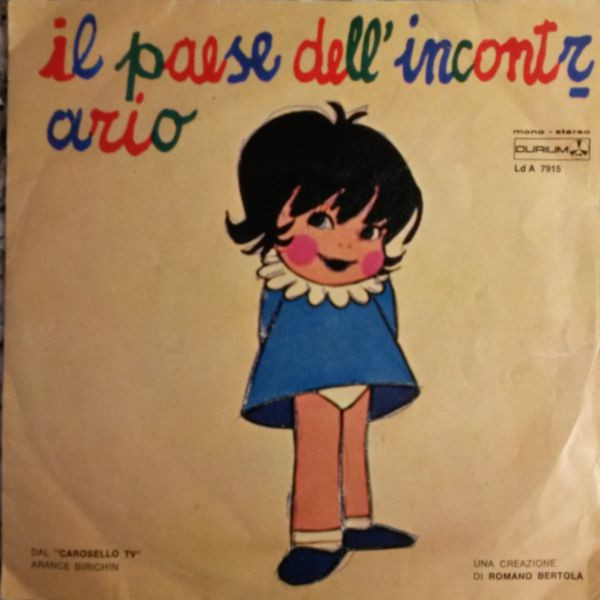 il paese dell'incontr
ario
mono - stereo
DURIUM
Ld A 7915
DAL "CAROSELLO TV"
ARANCE BIRICHIN
UNA CREAZIONE
DI ROMANO BERTOLA